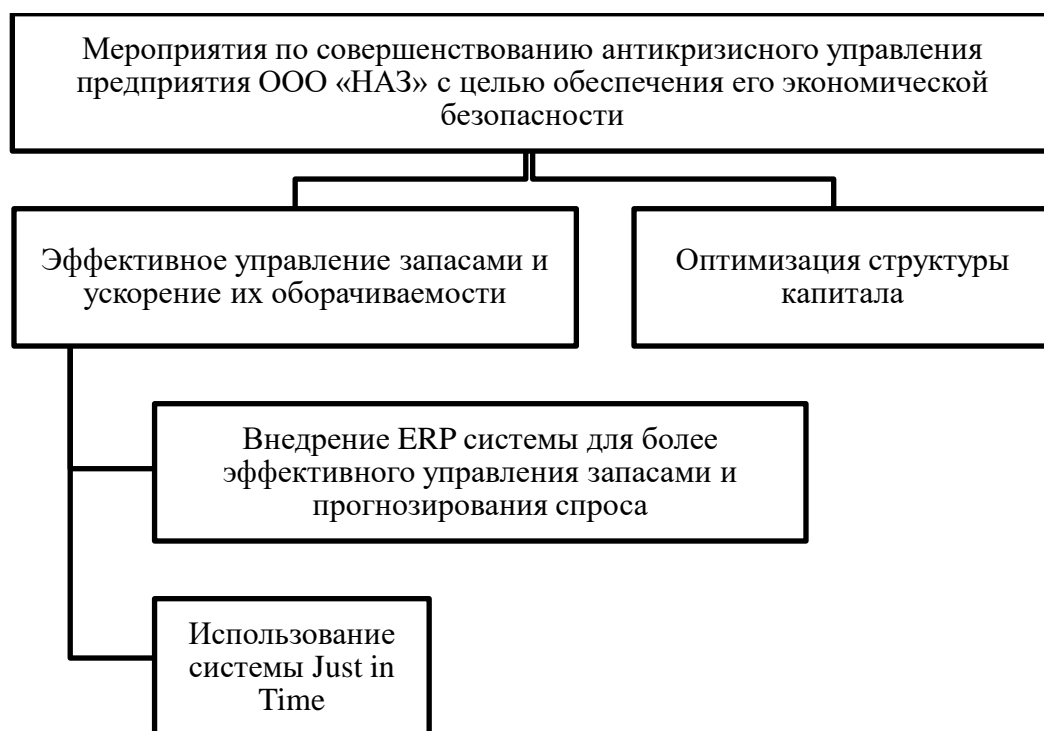 Мероприятия по совершенствованию антикризисного управления
предприятия ООО «НАЗ» с целью обеспечения его экономической
безопасности
Эффективное управление запасами и
ускорение их оборачиваемости
Оптимизация структуры
капитала
Внедрение ERP системы для более
эффективного управления запасами и
прогнозирования спроса
Использование
системы Just in
Time